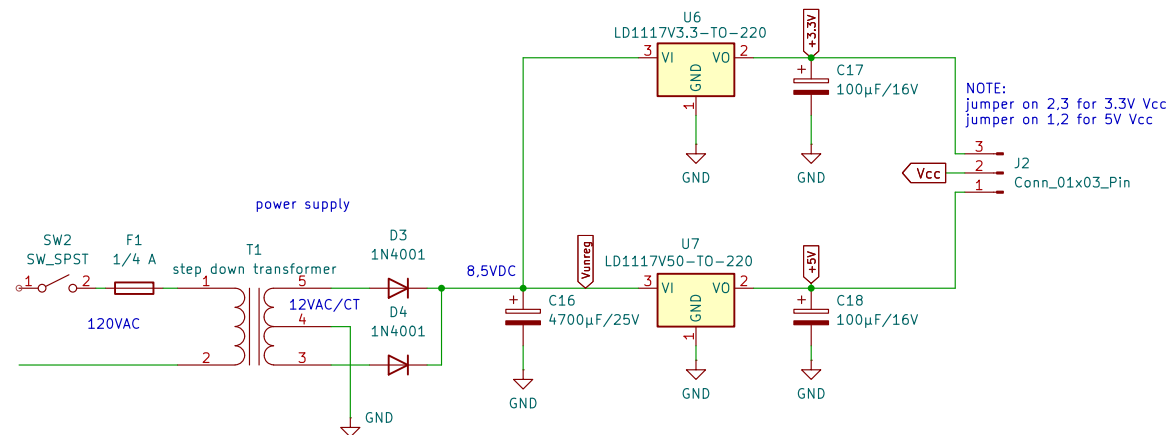 U6
LD1117V3.3-TO-220
3 VI VO 2
GND
1
GND
+3.3V
+
C17
100µF/16V
GND
NOTE:
jumper on 2,3 for 3.3V Vcc
jumper on 1,2 for 5V Vcc
3
2
1
Vcc
J2
Conn_01x03_Pin
power supply
SW2
SW_SPST
1 2
F1
1/4 A
T1
step down transformer
1
2
5
4
3
120VAC
12VAC/CT
GND
D3
1N4001
D4
1N4001
8,5VDC
Vunreg
+
C16
4700µF/25V
GND
U7
LD1117V50-TO-220
3 VI VO 2
GND
1
GND
+5V
+
C18
100µF/16V
GND